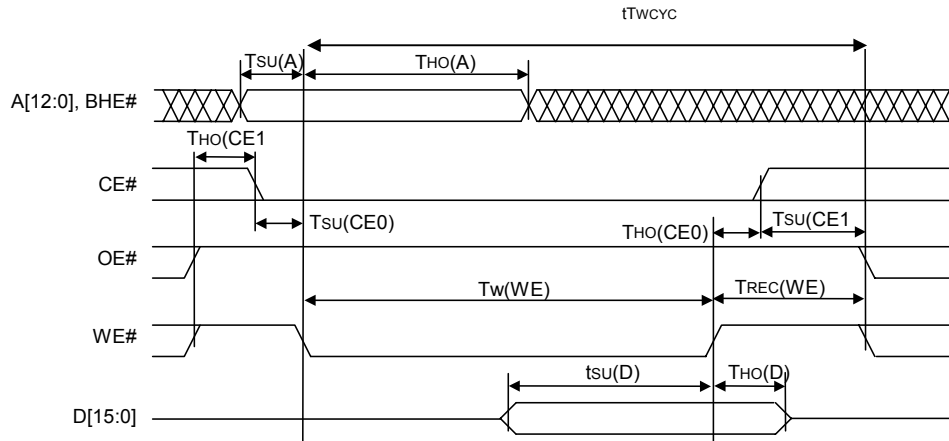 tTWCYC
TSU(A)
THO(A)
A[12:0], BHE#
THO(CE1
CE#
TSU(CE0)
THO(CE0)
TSU(CE1
OE#
TW(WE)
TREC(WE)
WE#
tSU(D)
THO(D)
D[15:0]